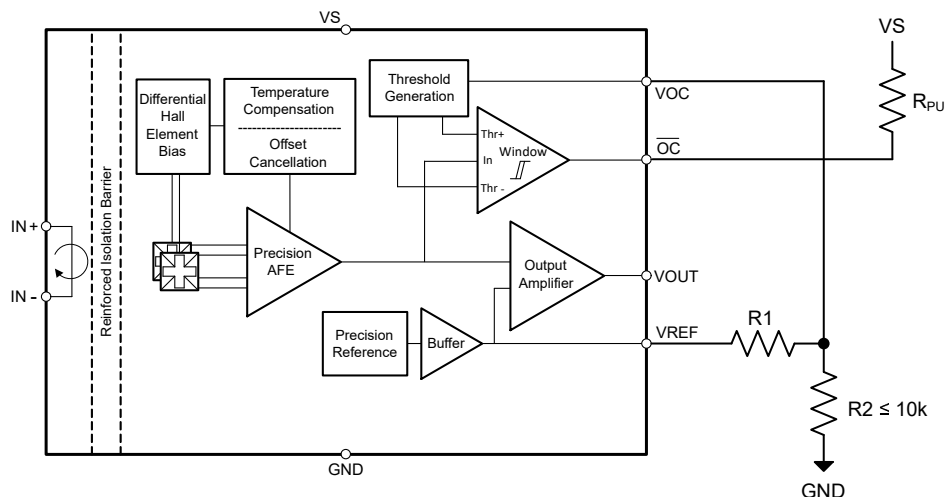 VS
VS
Differential
Hall
Element
Bias
Temperature
Compensation
Offset
Cancellation
Threshold
Generation
VOC
RPU
Thr+
In
Window
Thr -
OC
Reinforced Isolation Barrier
IN+
IN-
Precision
AFE
Output
Amplifier
VOUT
Precision
Reference
Buffer
VREF
R1
R2 ≤ 10k
GND
GND